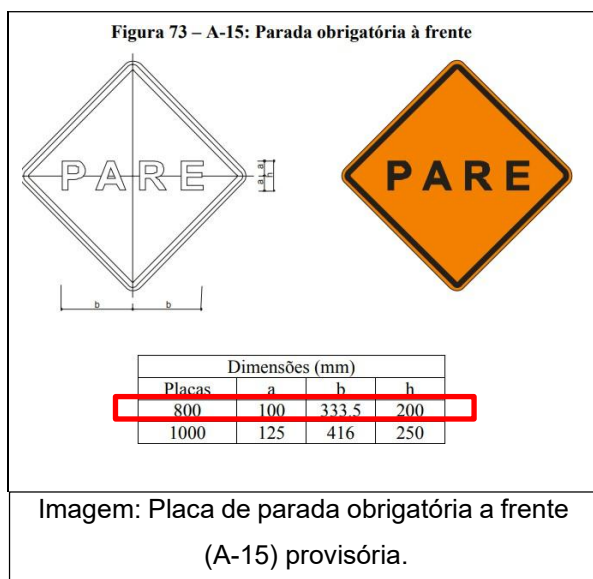 Figura 73 – A-15: Parada obrigatória à frente
PARE
a
a
h
b b
PARE
Dimensões (mm)
Placas a b h
800 100 333.5 200
1000 125 416 250
Imagem: Placa de parada obrigatória a frente
(A-15) provisória.